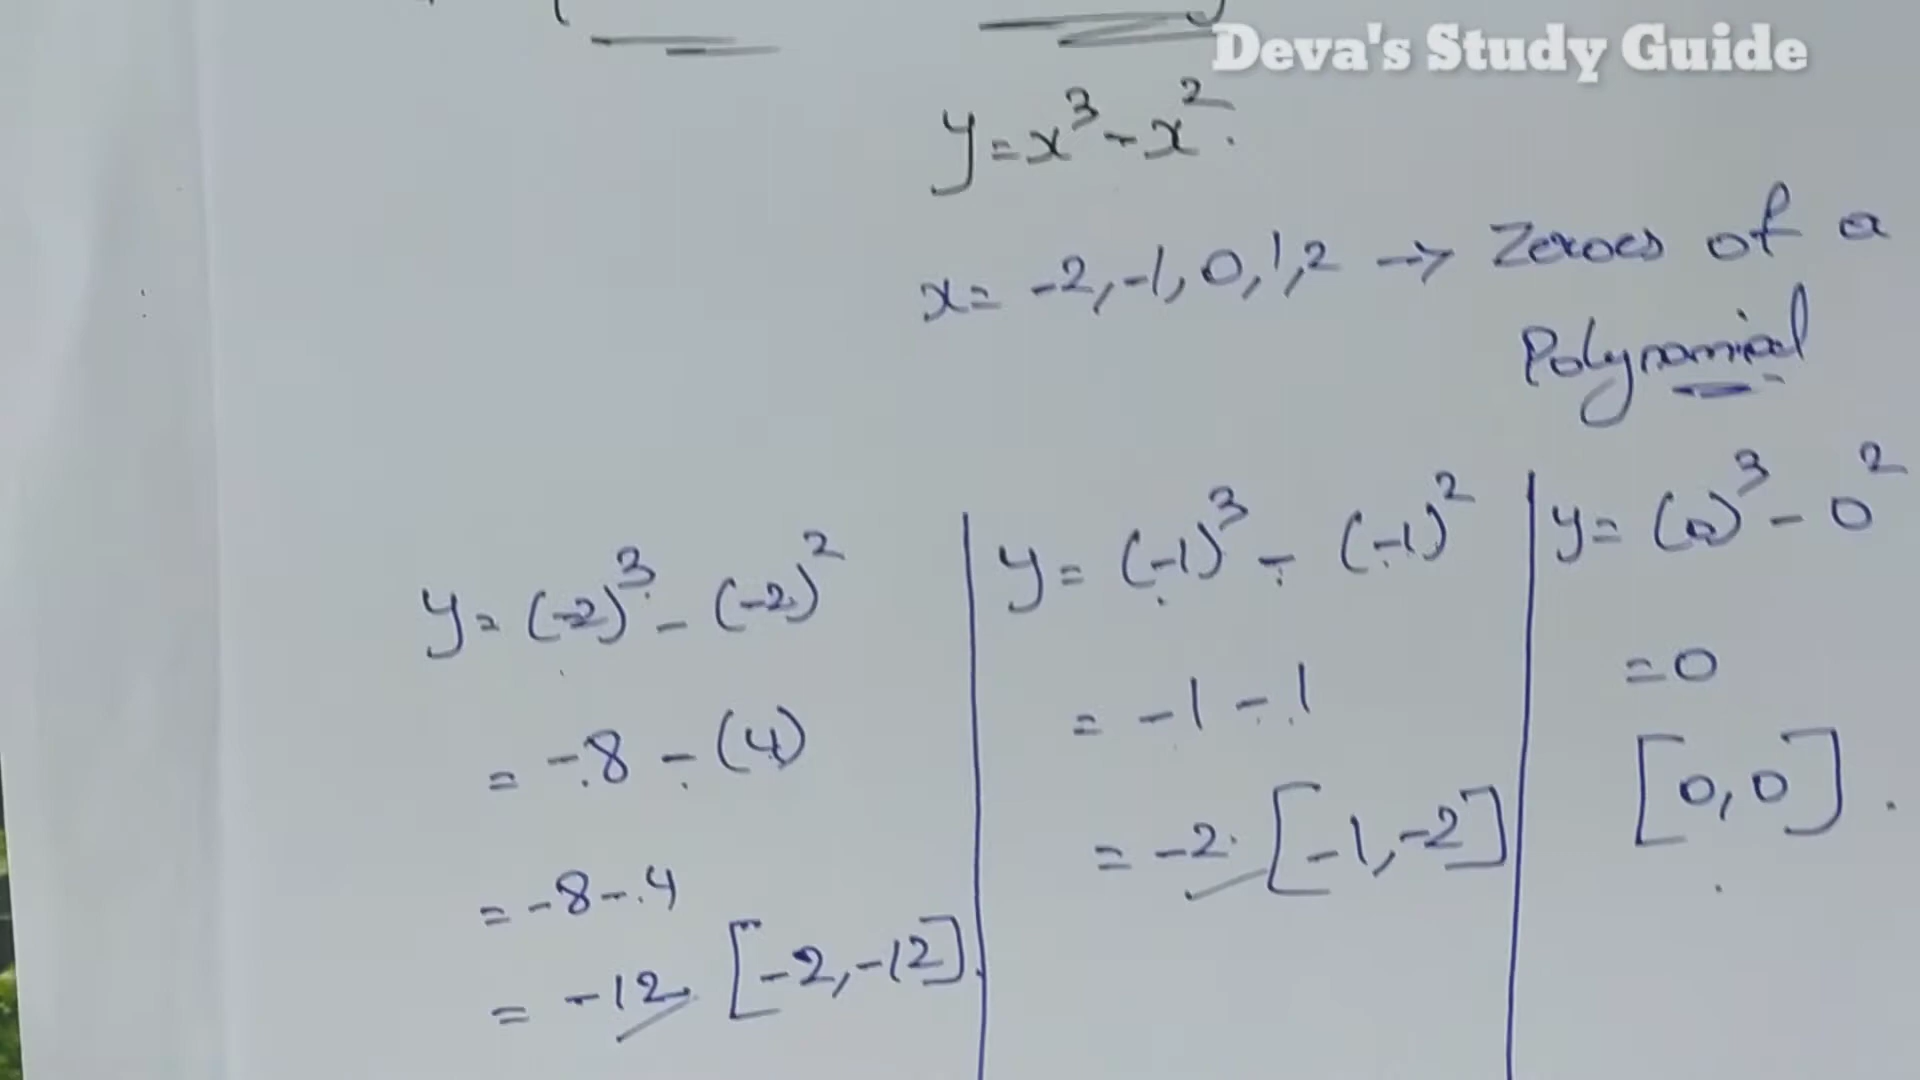 Deva's Study Guide
y=x³-x².
x= -2,-1,0,1,2 → Zeroes of a
Polynomial
y= (-2)³ - (-2)²
= -8 - (4)
= -8-4
= -12 [-2,-12]
y= (-1)³ - (-1)²
= -1 - 1
= -2 [-1,-2]
y= (0)³ - 0²
=0
[0,0]